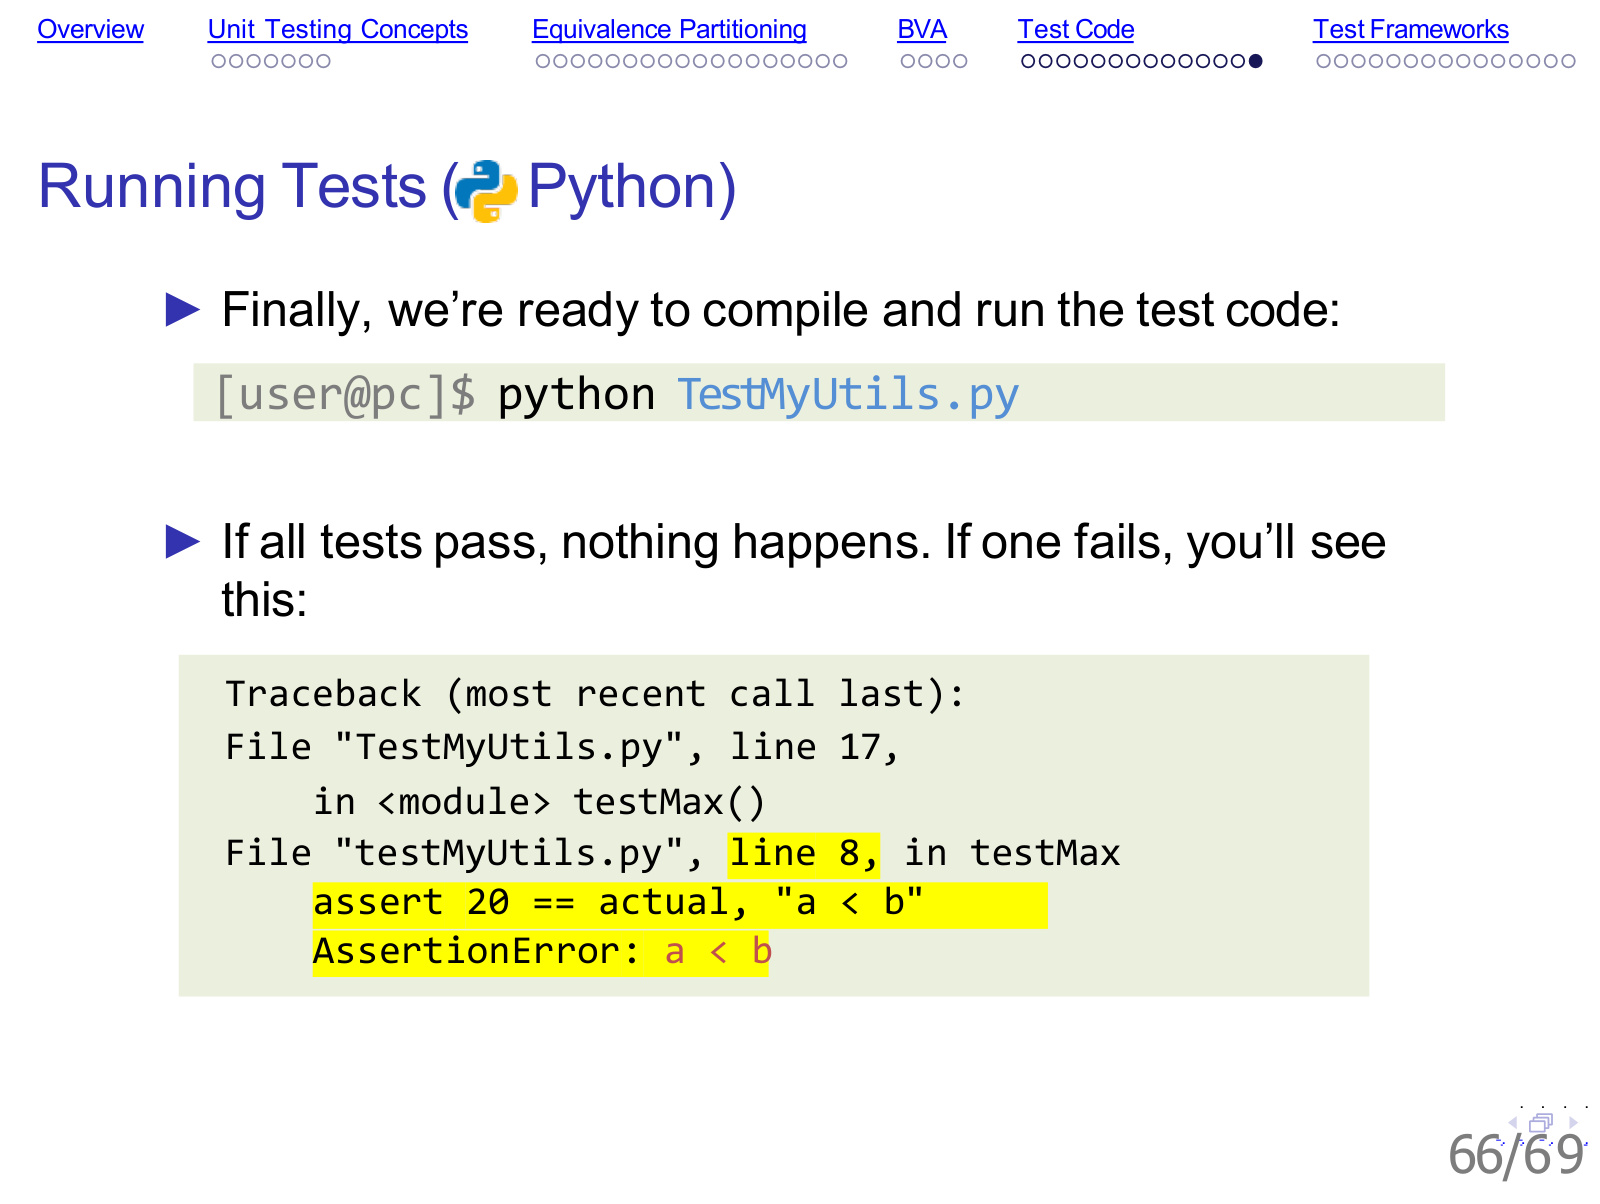 Overview Unit Testing Concepts Equivalence Partitioning BVA Test Code Test Frameworks
Running Tests ( Python)
► Finally, we’re ready to compile and run the test code:
[user@pc]$ python TestMyUtils.py
► If all tests pass, nothing happens. If one fails, you’ll see
this:
Traceback (most recent call last):
File "TestMyUtils.py", line 17,
in <module> testMax()
File "testMyUtils.py", line 8, in testMax
assert 20 == actual, "a < b"
AssertionError: a < b
66/69